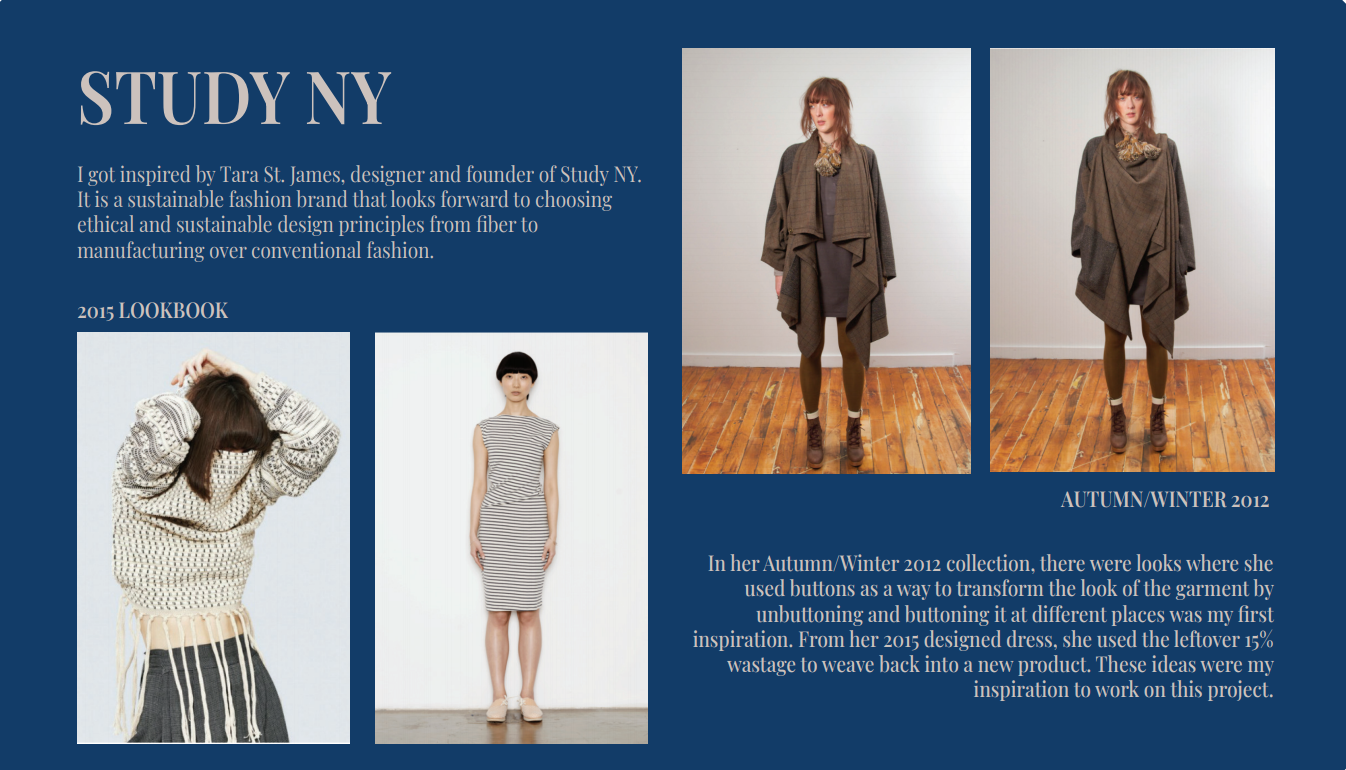 STUDY NY
I got inspired by Tara St. James, designer and founder of Study NY.
It is a sustainable fashion brand that looks forward to choosing
ethical and sustainable design principles from fiber to
manufacturing over conventional fashion.
2015 LOOKBOOK
AUTUMN/WINTER 2012
In her Autumn/Winter 2012 collection, there were looks where she
used buttons as a way to transform the look of the garment by
unbuttoning and buttoning it at different places was my first
inspiration. From her 2015 designed dress, she used the leftover 15%
wastage to weave back into a new product. These ideas were my
inspiration to work on this project.